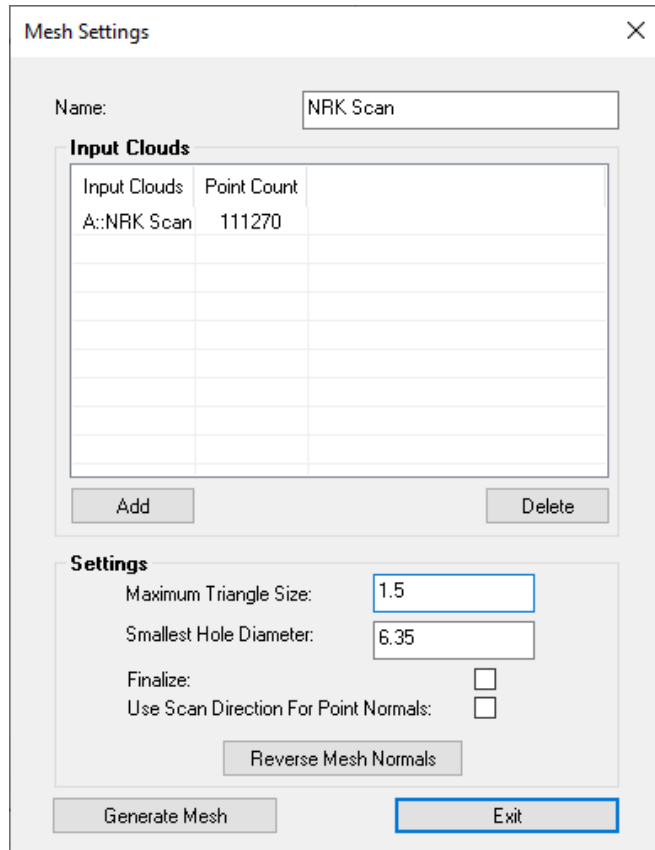 Mesh Settings
Name: NRK Scan
Input Clouds
Input Clouds Point Count
A::NRK Scan 111270
Add Delete
Settings
Maximum Triangle Size: 1.5
Smallest Hole Diameter: 6.35
Finalize:
Use Scan Direction For Point Normals:
Reverse Mesh Normals
Generate Mesh Exit